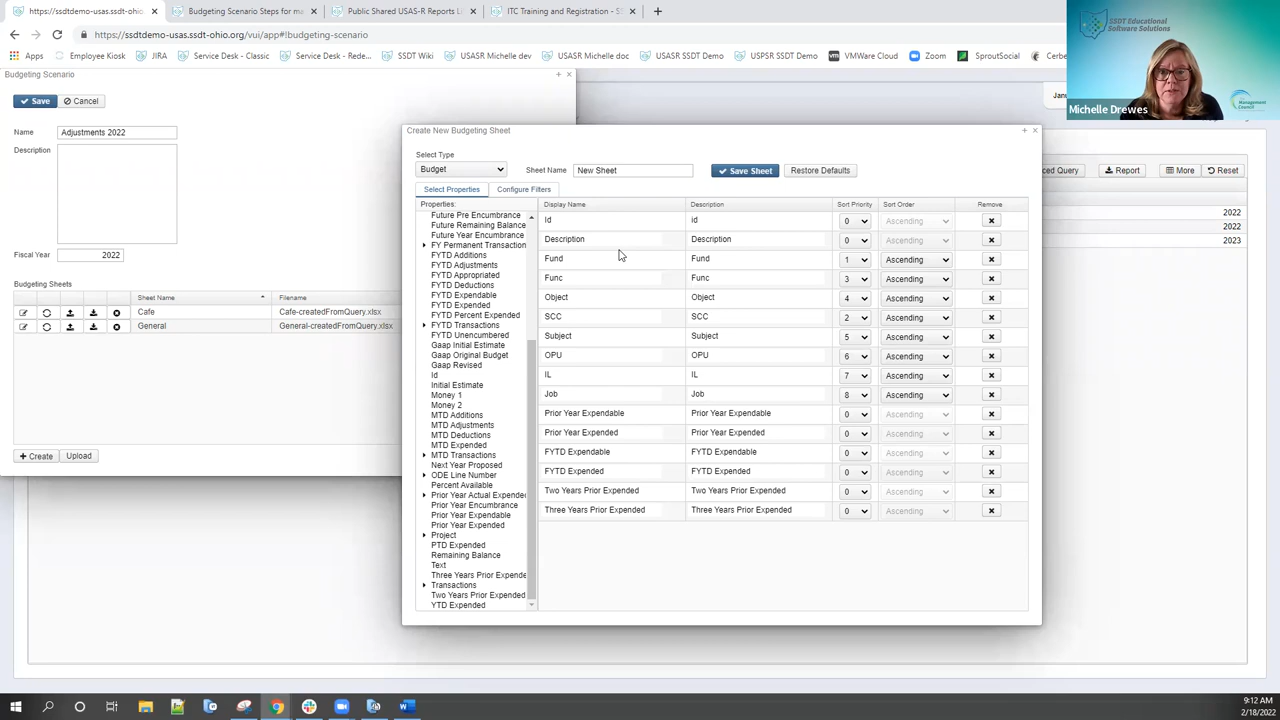 https://ssdtdemo-usas.ssdt-ohio.org
Budgeting Scenario Steps for ma
Public Shared USAS-R Reports Li
ITC Training and Registration - SS
https://ssdtdemo-usas.ssdt-ohio.org/vui/app#!budgeting-scenario
Apps
Employee Kiosk
JIRA
Service Desk - Classic
Service Desk - Rede...
SSDT Wiki
USASR Michelle dev
USASR Michelle doc
USASR SSDT Demo
USPSR SSDT Demo
VMWare Cloud
Zoom
SproutSocial
Cerbe
SSDT Educational
Software Solutions
Management
Council
Michelle Drewes
Budgeting Scenario
Save
Cancel
Name
Adjustments 2022
Description
Fiscal Year
2022
Budgeting Sheets
Sheet Name
Filename
Cafe
Cafe-createdFromQuery.xlsx
General
General-createdFromQuery.xlsx
Create
Upload
Janu
ced Query
Report
More
Reset
2022
2022
2023
Create New Budgeting Sheet
Select Type
Budget
Sheet Name
New Sheet
Save Sheet
Restore Defaults
Select Properties
Configure Filters
Properties:
Future Pre Encumbrance
Future Remaining Balance
Future Year Encumbrance
FY Permanent Transaction
FYTD Additions
FYTD Adjustments
FYTD Appropriated
FYTD Deductions
FYTD Expendable
FYTD Expended
FYTD Percent Expended
FYTD Transactions
FYTD Unencumbered
Gaap Initial Estimate
Gaap Original Budget
Gaap Revised
Id
Initial Estimate
Money 1
Money 2
MTD Additions
MTD Adjustments
MTD Deductions
MTD Expended
MTD Transactions
Next Year Proposed
ODE Line Number
Percent Available
Prior Year Actual Expende
Prior Year Encumbrance
Prior Year Expendable
Prior Year Expended
Project
PTD Expended
Remaining Balance
Text
Three Years Prior Expende
Transactions
Two Years Prior Expended
YTD Expended
Display Name
Description
Sort Priority
Sort Order
Remove
Id
id
0
Ascending
Description
Description
0
Ascending
Fund
Fund
1
Ascending
Func
Func
3
Ascending
Object
Object
4
Ascending
SCC
SCC
2
Ascending
Subject
Subject
5
Ascending
OPU
OPU
6
Ascending
IL
IL
7
Ascending
Job
Job
8
Ascending
Prior Year Expendable
Prior Year Expendable
0
Ascending
Prior Year Expended
Prior Year Expended
0
Ascending
FYTD Expendable
FYTD Expendable
0
Ascending
FYTD Expended
FYTD Expended
0
Ascending
Two Years Prior Expended
Two Years Prior Expended
0
Ascending
Three Years Prior Expended
Three Years Prior Expended
0
Ascending
9:12 AM
2/18/2022